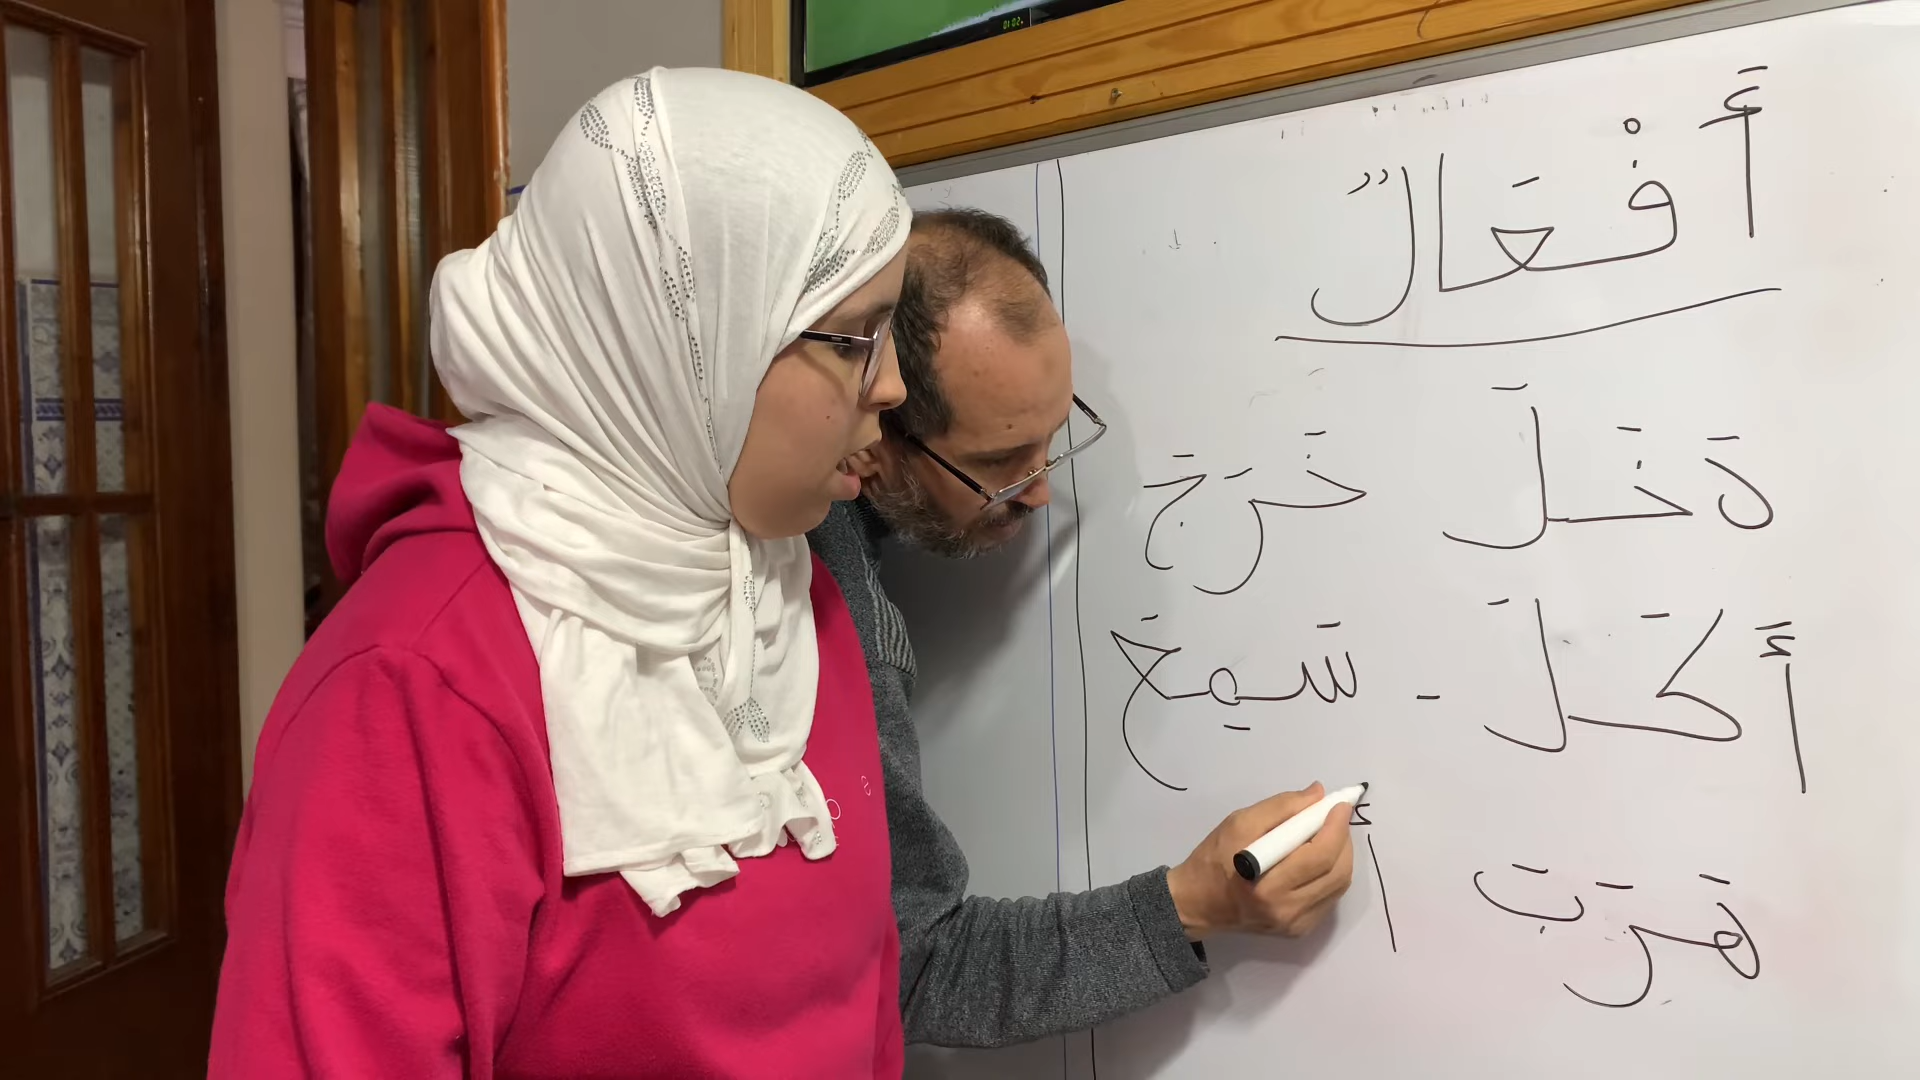 أَفْعَالٌ
دَخَلَ خَرَجَ
أَكَلَ - سَمِعَ
هَرَبَ أ